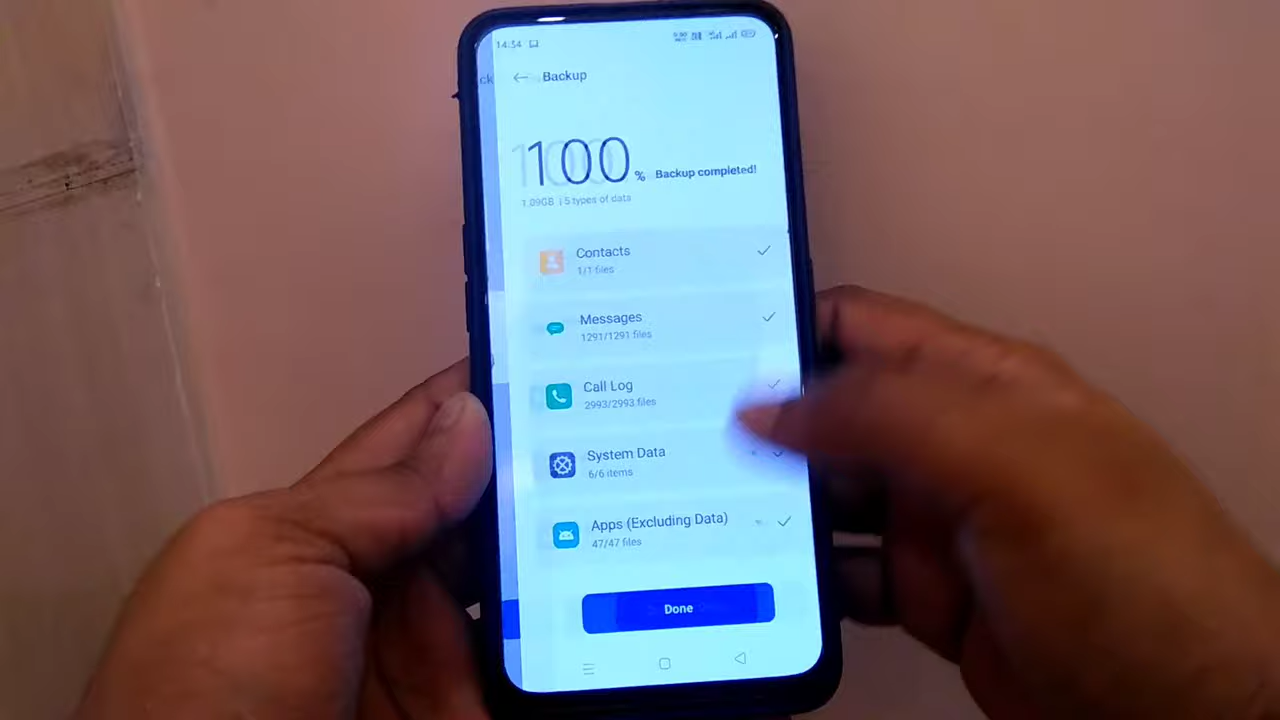 14:34
Backup
100% Backup completed!
1.09GB | 5 types of data
Contacts
1/1 files
Messages
1291/1291 files
Call Log
2993/2993 files
System Data
6/6 items
Apps (Excluding Data)
47/47 files
Done